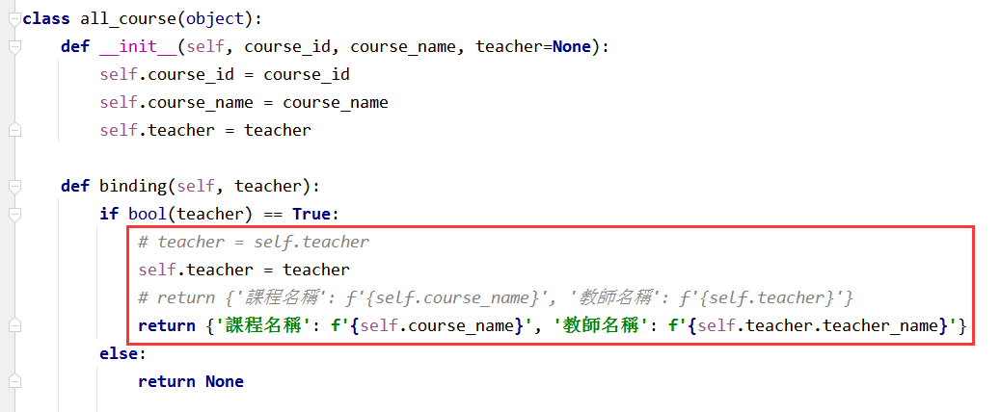 class all_course(object):
    def __init__(self, course_id, course_name, teacher=None):
        self.course_id = course_id
        self.course_name = course_name
        self.teacher = teacher
    def binding(self, teacher):
        if bool(teacher) == True:
            # teacher = self.teacher
            self.teacher = teacher
            # return {'課程名稱': f'{self.course_name}', '教師名稱': f'{self.teacher}'}
            return {'課程名稱': f'{self.course_name}', '教師名稱': f'{self.teacher.teacher_name}'}
        else:
            return None